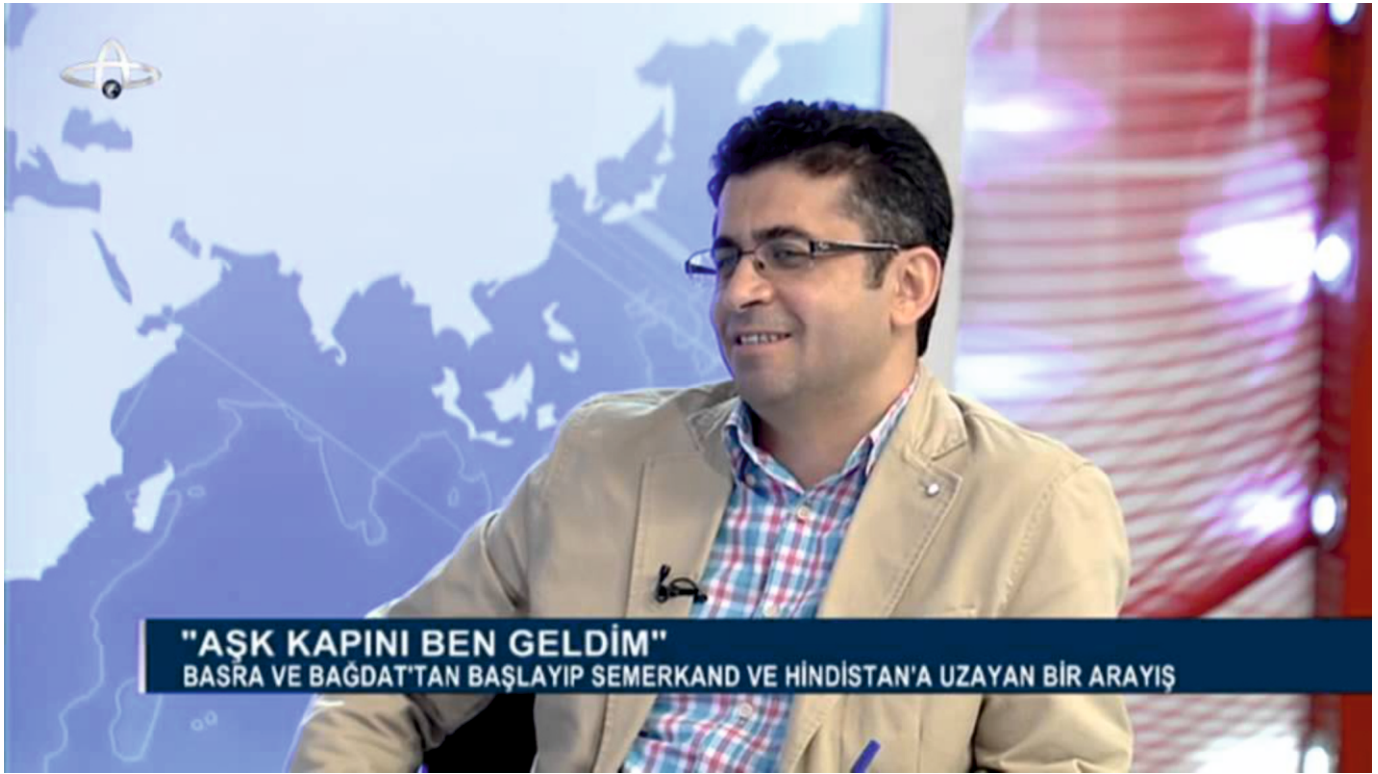 "AŞK KAPINI BEN GELDİM"
BASRA VE BAĞDAT'TAN BAŞLAYIP SEMERKAND VE HİNDİSTAN'A UZAYAN BİR ARAYIŞ